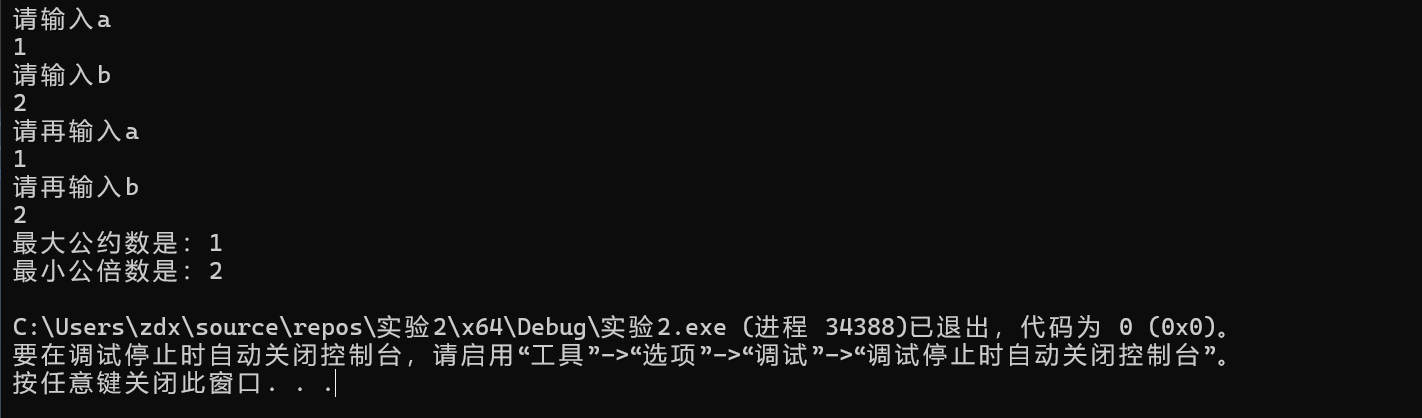 请输入a
1
请输入b
2
请再输入a
1
请再输入b
2
最大公约数是：1
最小公倍数是：2
C:\Users\zdx\source\repos\实验2\x64\Debug\实验2.exe (进程 34388)已退出，代码为 0 (0x0)。
要在调试停止时自动关闭控制台，请启用“工具”->“选项”->“调试”->“调试停止时自动关闭控制台”。
按任意键关闭此窗口. . .